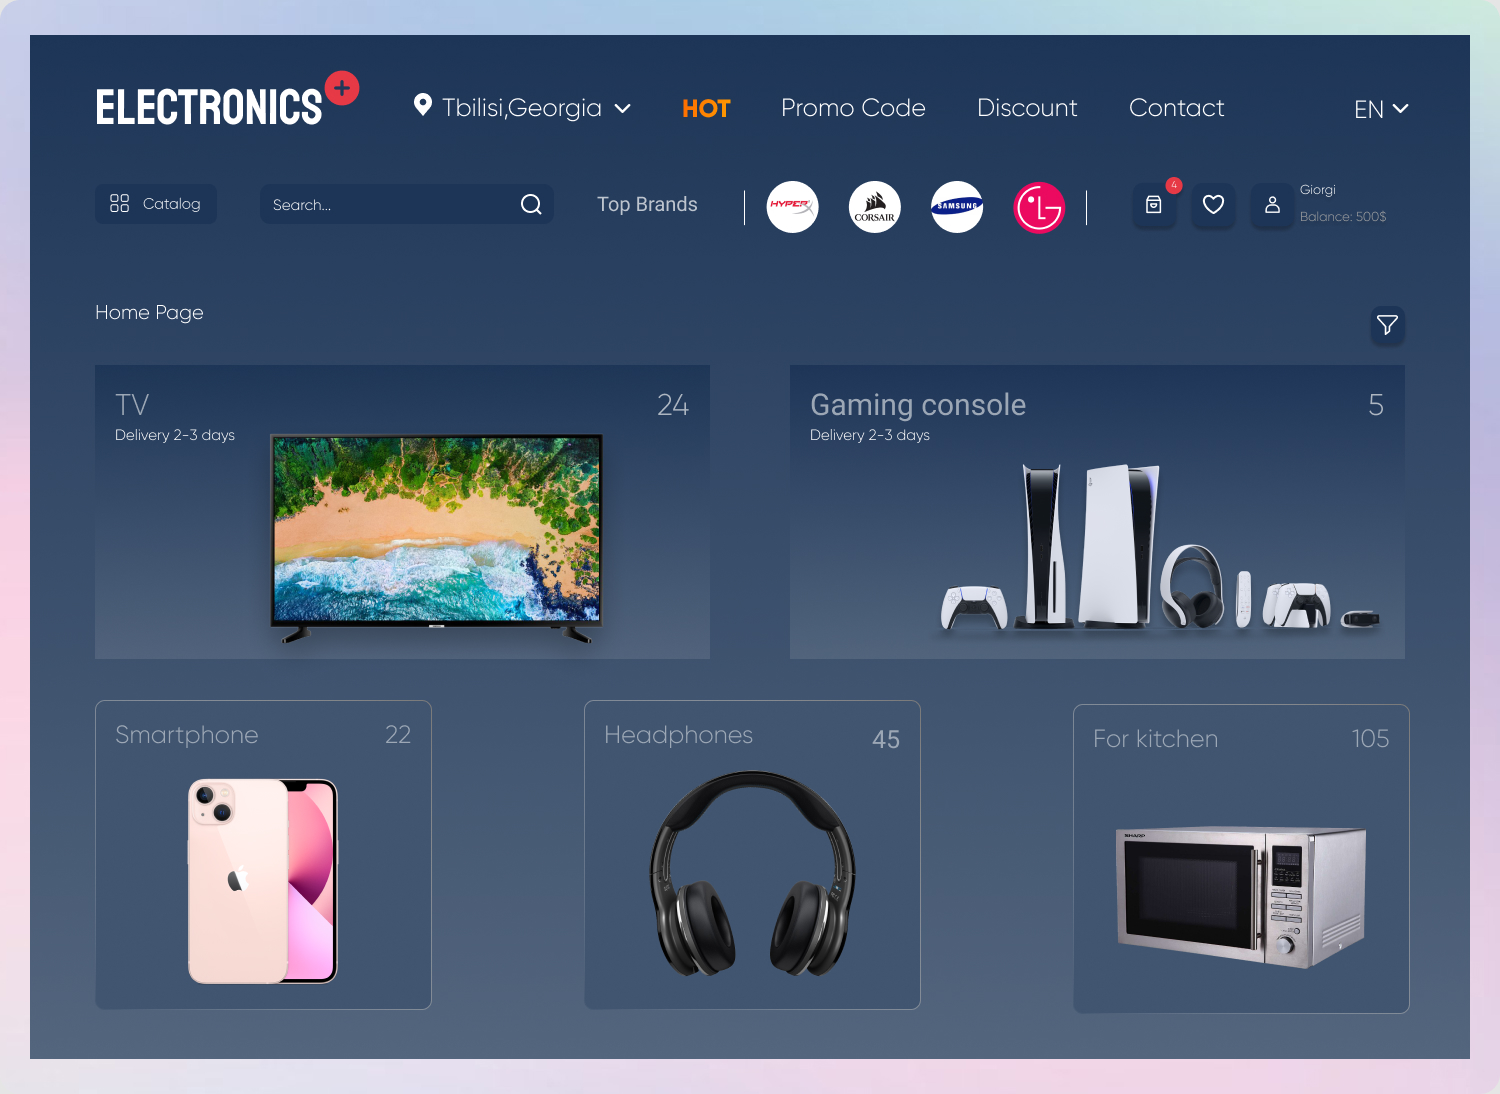 ELECTRONICS
Tbilisi,Georgia
HOT
Promo Code
Discount
Contact
EN
Catalog
Search...
Top Brands
HYPERX
CORSAIR
SAMSUNG
LG
4
Giorgi
Balance: 500$
Home Page
TV
24
Delivery 2-3 days
Gaming console
5
Delivery 2-3 days
Smartphone
22
Headphones
45
For kitchen
105
SHARP